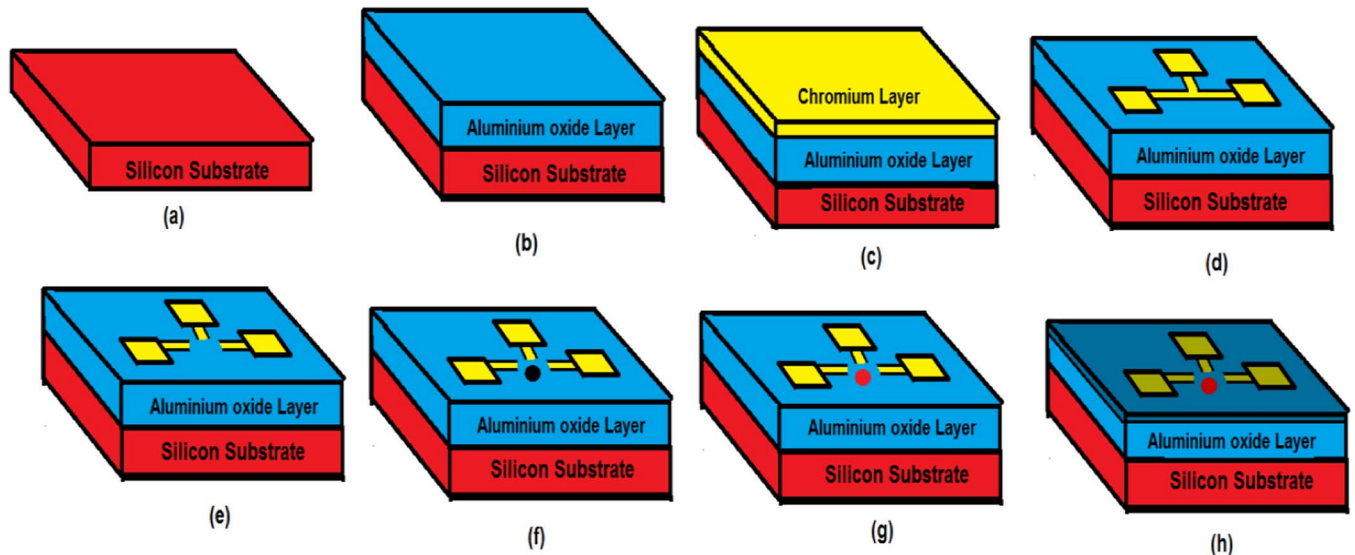 Silicon Substrate
(a)
Aluminium oxide Layer
Silicon Substrate
(b)
Chromium Layer
Aluminium oxide Layer
Silicon Substrate
(c)
Aluminium oxide Layer
Silicon Substrate
(d)
Aluminium oxide Layer
Silicon Substrate
(e)
Aluminium oxide Layer
Silicon Substrate
(f)
Aluminium oxide Layer
Silicon Substrate
(g)
Aluminium oxide Layer
Silicon Substrate
(h)